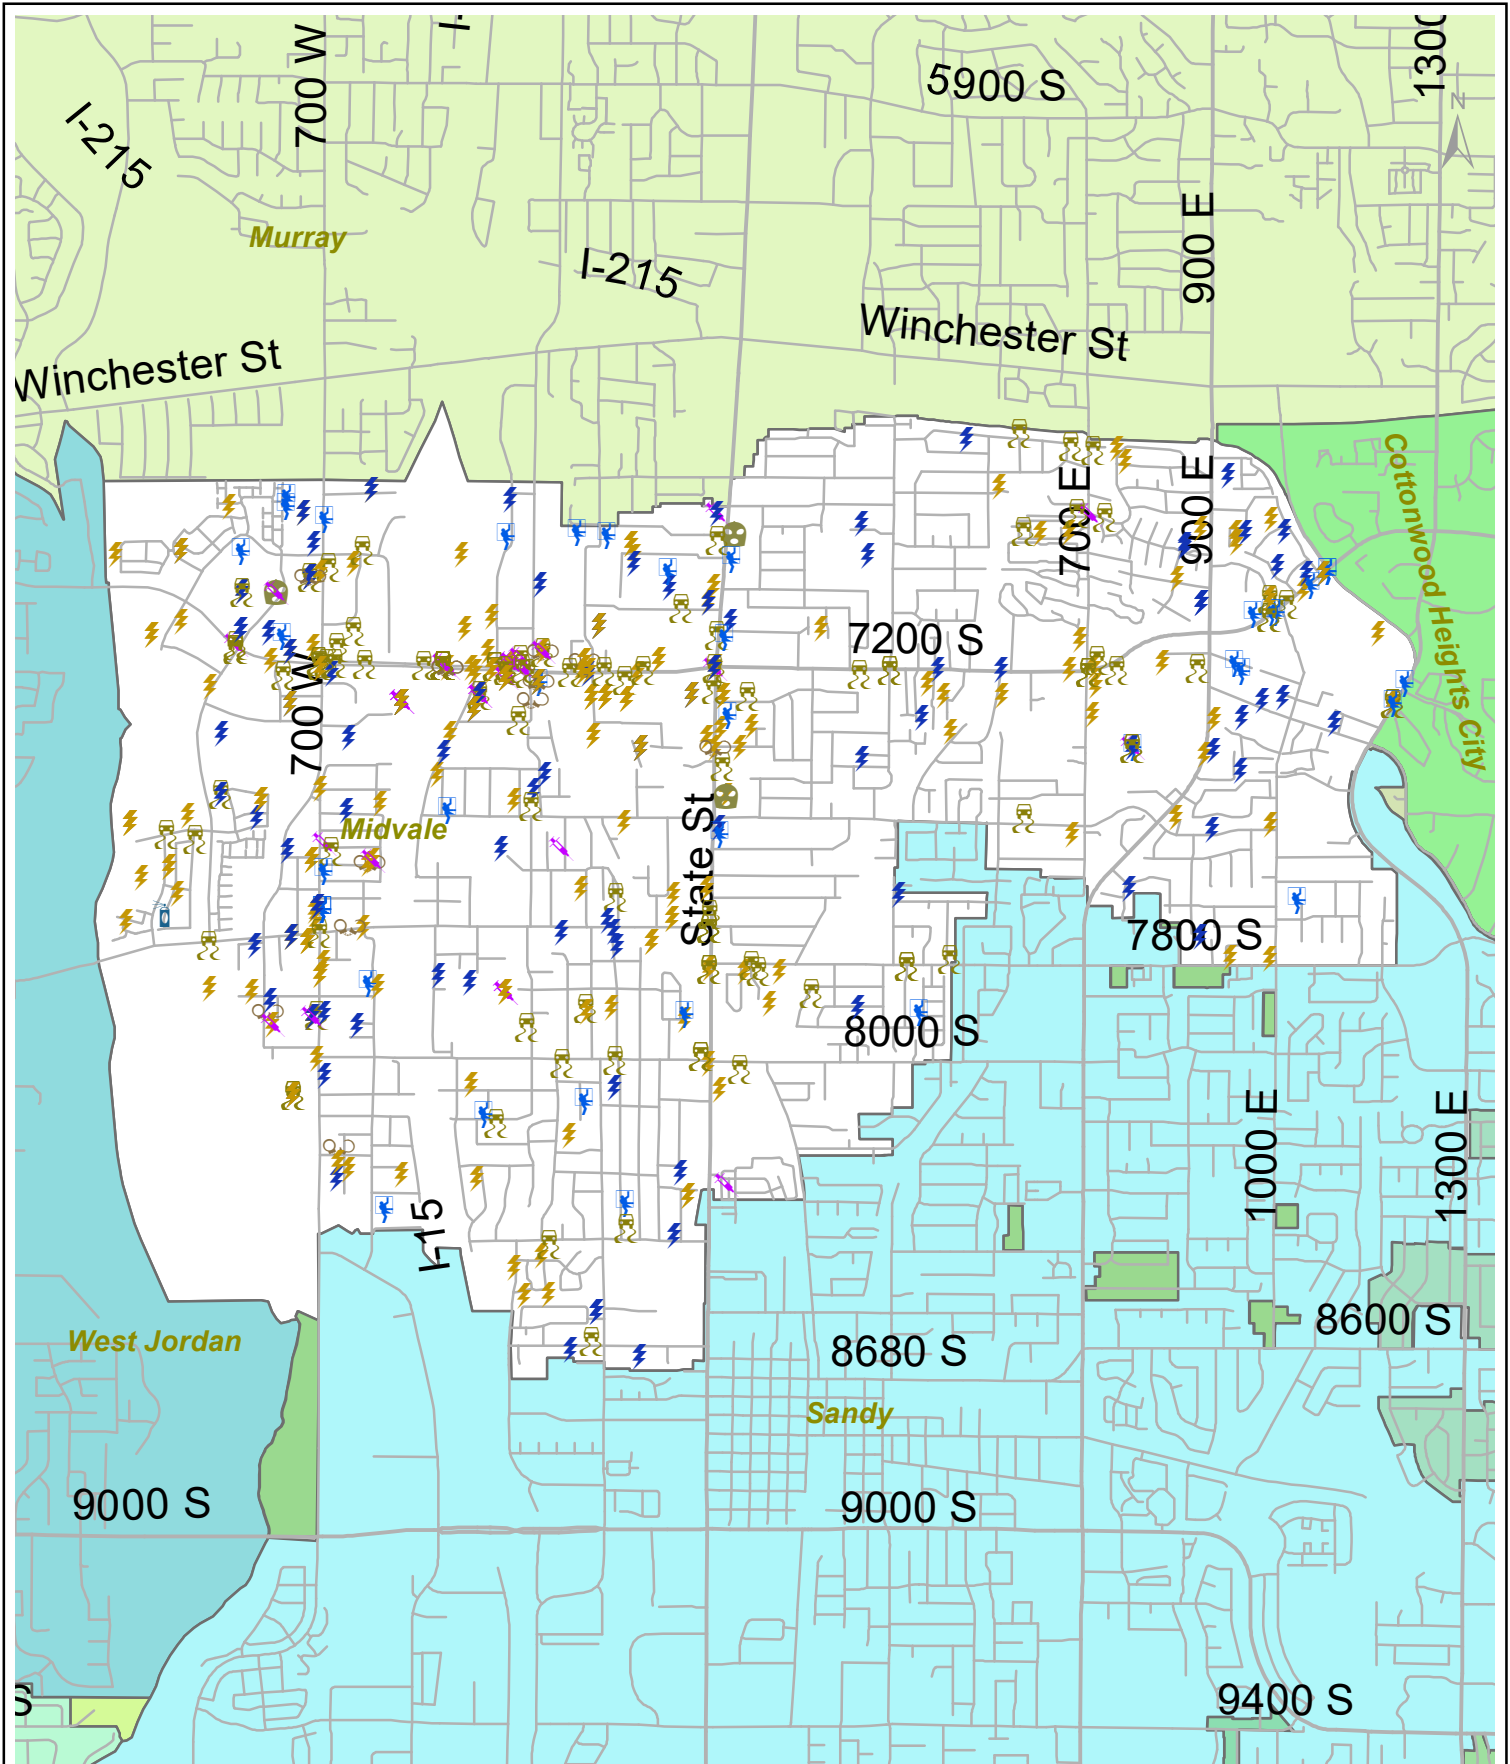 700 W
I-
5900 S
1300
N
I-215
Murray
900 E
I-215
Winchester St
Winchester St
Cottonwood Heights City
700 E
900 E
7200 S
700 W
Midvale
State St
7800 S
8000 S
1000 E
1300 E
I-15
West Jordan
8600 S
8680 S
Sandy
9000 S
9000 S
S
9400 S